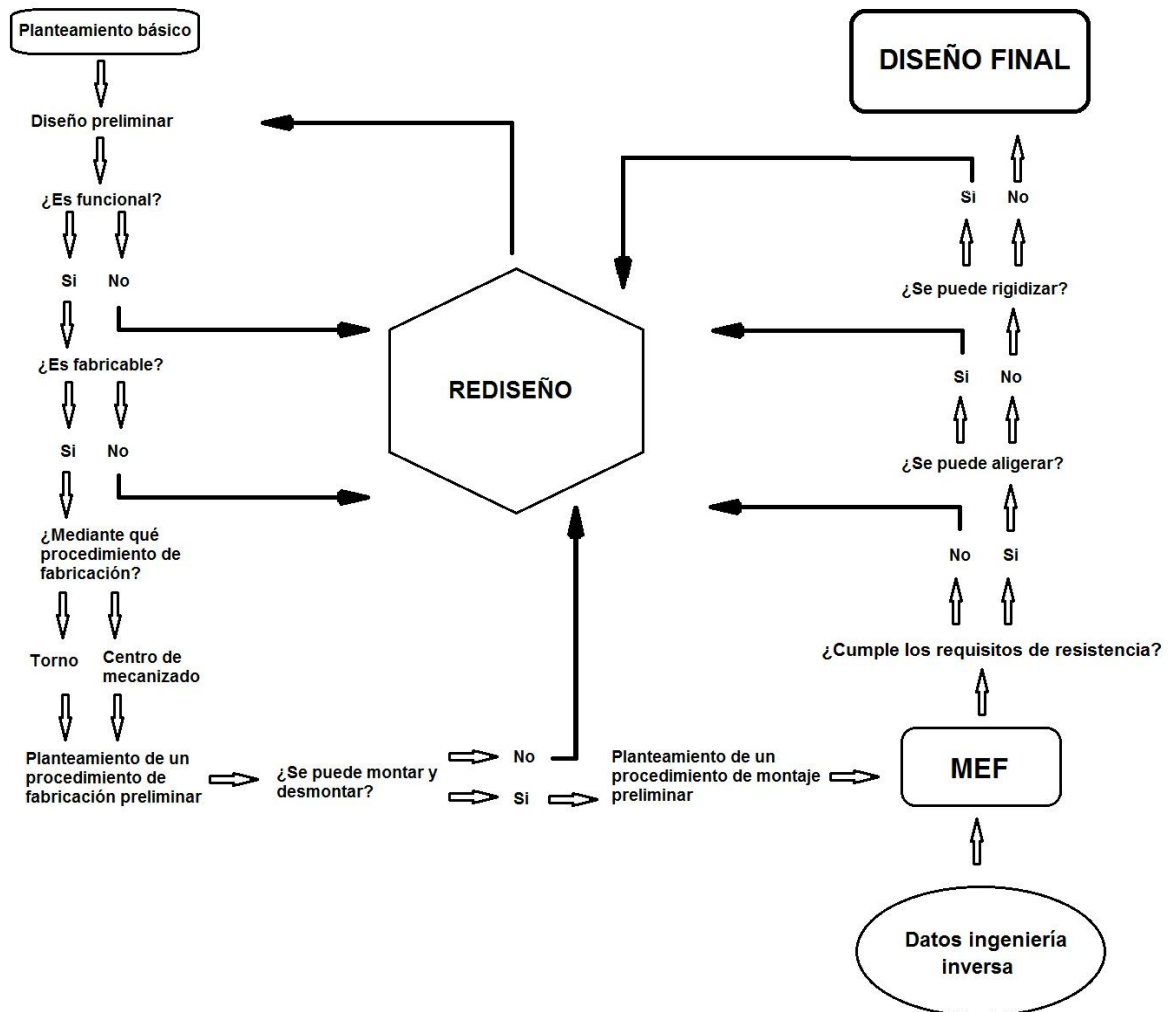 Planteamiento básico
Diseño preliminar
¿Es funcional?
Si No
¿Es fabricable?
Si No
¿Mediante qué
procedimiento de
fabricación?
Torno
Centro de
mecanizado
Planteamiento de un
procedimiento de
fabricación preliminar
¿Se puede montar y
desmontar?
No
Si
Planteamiento de un
procedimiento de montaje
preliminar
REDISEÑO
DISEÑO FINAL
Si No
¿Se puede rigidizar?
Si No
¿Se puede aligerar?
No Si
¿Cumple los requisitos de resistencia?
MEF
Datos ingeniería
inversa